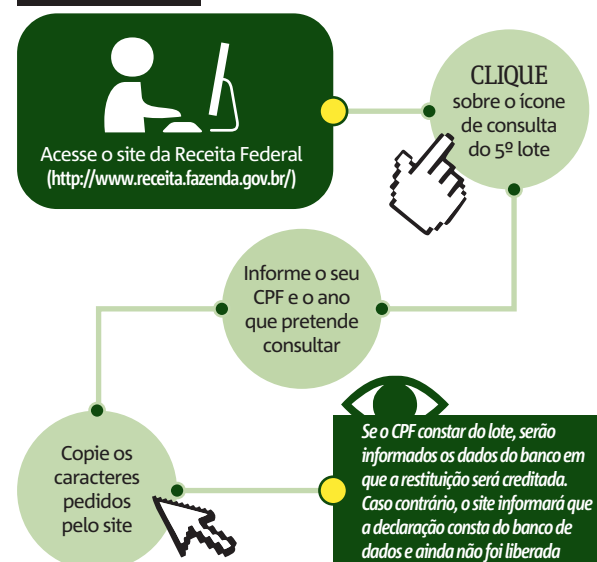 Acesse o site da Receita Federal
(http://www.receita.fazenda.gov.br/)
CLIQUE
sobre o ícone
de consulta
do 5º lote
Informe o seu
CPF e o ano
que pretende
consultar
Copie os
caracteres
pedidos
pelo site
Se o CPF constar do lote, serão
informados os dados do banco em
que a restituição será creditada.
Caso contrário, o site informará que
a declaração consta do banco de
dados e ainda não foi liberada